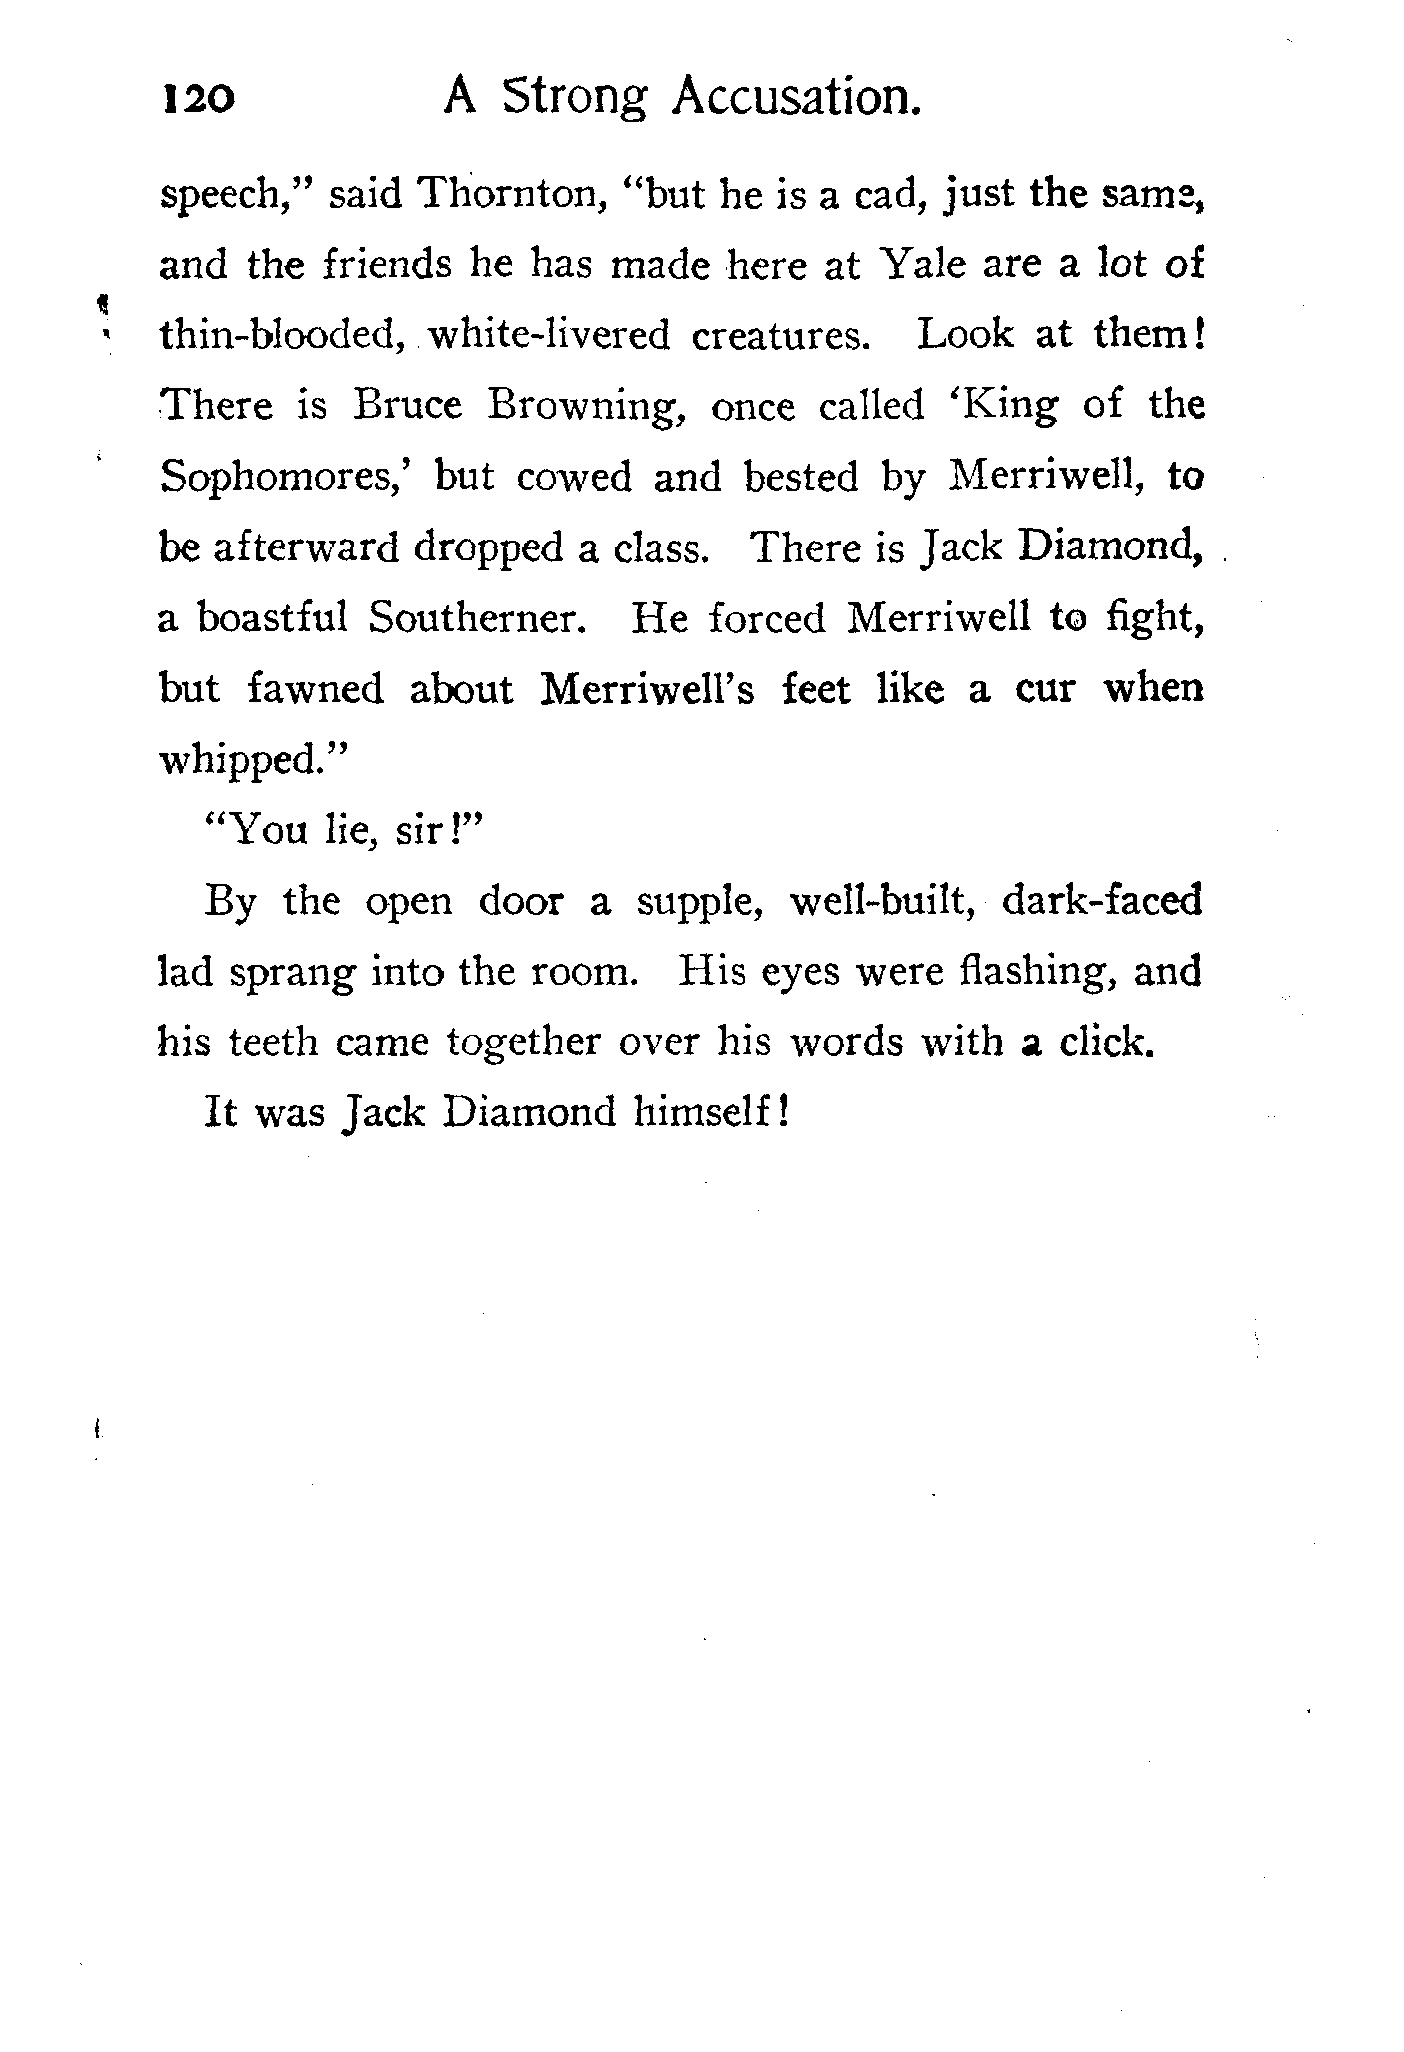 120 A Strong Accusation.
speech,” said Thornton, “but he is a cad, just the same,
and the friends he has made here at Yale are a lot of
thin-blooded, white-livered creatures. Look at them!
There is Bruce Browning, once called ‘King of the
Sophomores,’ but cowed and bested by Merriwell, to
be afterward dropped a class. There is Jack Diamond,
a boastful Southerner. He forced Merriwell to fight,
but fawned about Merriwell’s feet like a cur when
whipped.”
“You lie, sir!”
By the open door a supple, well-built, dark-faced
lad sprang into the room. His eyes were flashing, and
his teeth came together over his words with a click.
It was Jack Diamond himself!